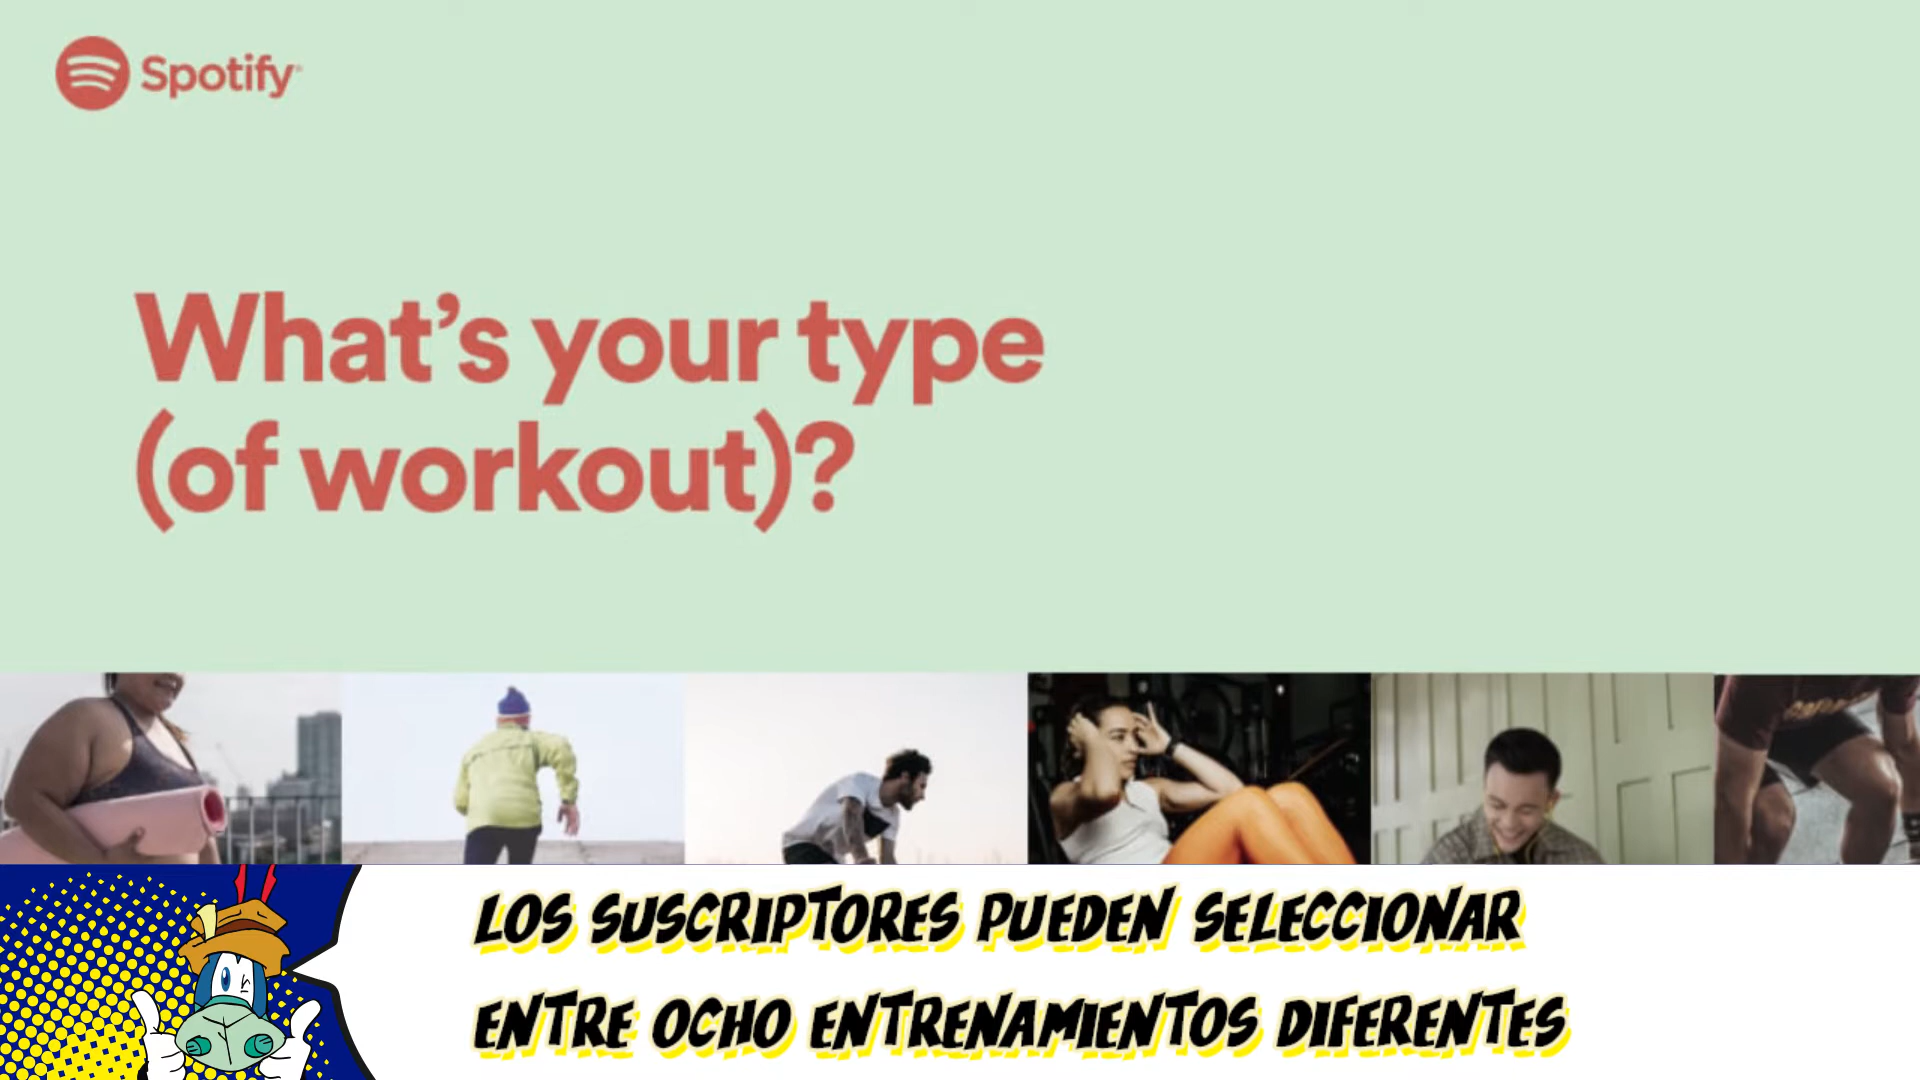 Spotify
What's your type
(of workout)?
LOS SUSCRIPTORES PUEDEN SELECCIONAR
ENTRE OCHO ENTRENAMIENTOS DIFERENTES